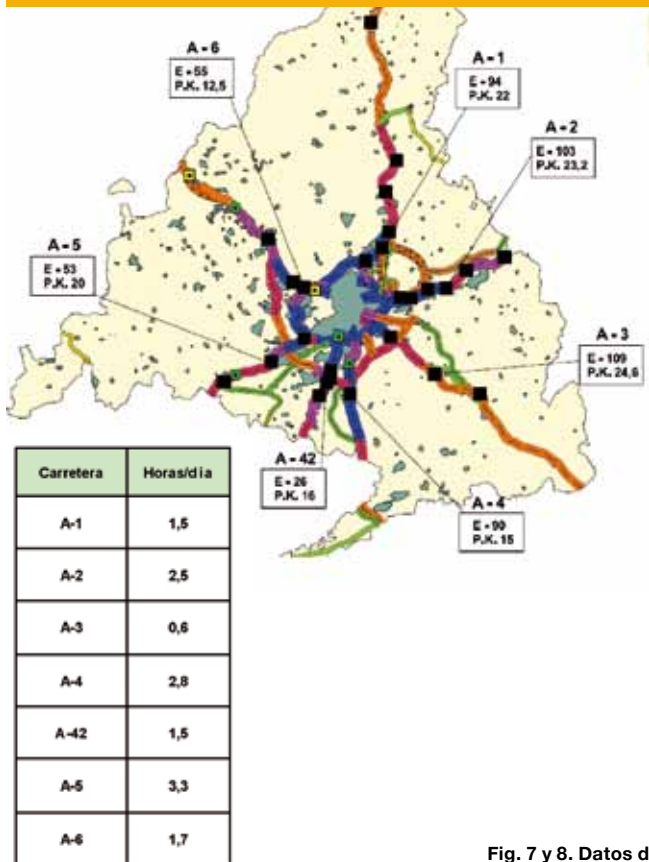 A-6
E-55
P.K. 12,5
A-1
E-94
P.K. 22
A-2
E-103
P.K. 23,2
A-5
E-53
P.K. 20
A-3
E-109
P.K. 24,6
A-42
E-26
P.K. 16
A-4
E-90
P.K. 15
Carretera Horas/día
A-1 1,5
A-2 2,5
A-3 0,6
A-4 2,8
A-42 1,5
A-5 3,3
A-6 1,7
Fig. 7 y 8. Datos d